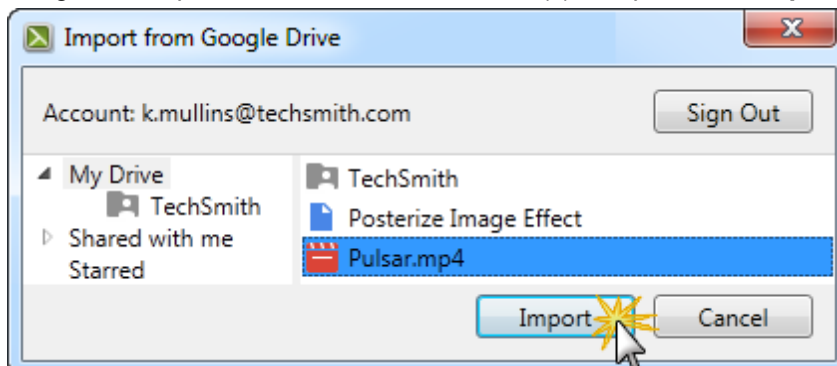 Import from Google Drive
Account: k.mullins@techsmith.com
Sign Out
My Drive
TechSmith
Shared with me
Starred
TechSmith
Posterize Image Effect
Pulsar.mp4
Import
Cancel